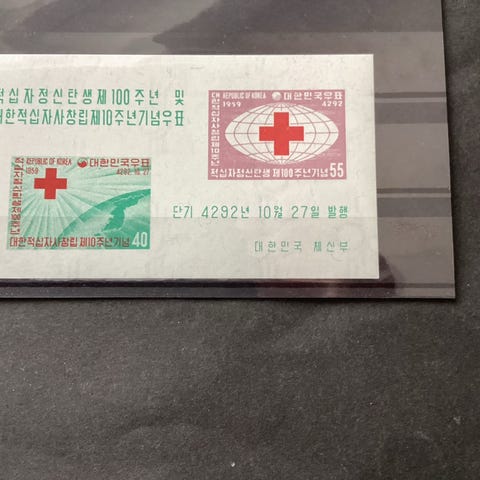 적십자정신탄생제100주년 및
대한적십자사창립제10주년기념우표
REPUBLIC OF KOREA 대한민국우표
1959 4292
대한적십자사창립제10주년
적십자정신탄생제100주년기념 55
REPUBLIC OF KOREA 대한민국우표
1959 4292.10.27
적십자정신탄생제100주년
대한적십자사창립제10주년기념 40
단기 4292년 10월 27일 발행
대한민국 체신부